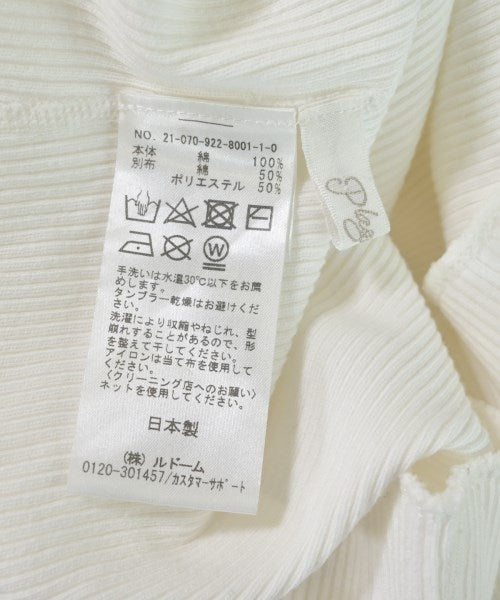 NO. 21-070-922-8001-1-0
本体 綿 100%
別布 綿 50%
ポリエステル 50%
W
手洗いは水温30℃以下をお薦
めします。
タンブラー乾燥はお避けくだ
さい。
洗濯により収縮やねじれ、型
崩れすることがあるので、形
を整えて干してください。
アイロンは当て布を使用して
ください。
〈クリーニング店へのお願い〉
ネットを使用してください。
日本製
(株) ルドーム
0120-301457/カスタマーサポート